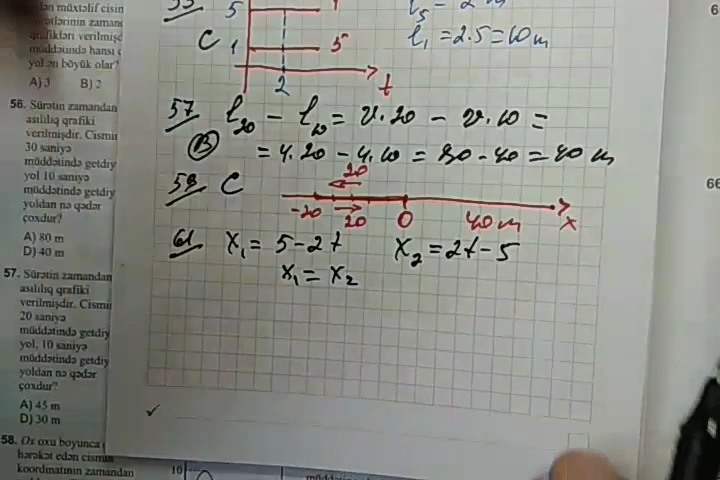 5
C 1 5
l₁ = 2.5 = 10 m
2 t
57 l₂₀ - l₁₀ = v.20 - v.10 =
B = 4.20 - 4.10 = 80 - 40 = 40 m
58 C
20
-20 20 0 40 m x
61 x₁ = 5 - 2t x₂ = 2t - 5
x₁ = x₂
yol ən böyük olar?
A) 3 B) 2
56. Sürətin zamandan
asılılıq qrafiki
verilmişdir. Cismin
30 saniyə
müddətində getdiy
yol 10 saniyə
müddətində getdiy
yoldan nə qədər
çoxdur?
A) 80 m
D) 40 m
57. Sürətin zamandan
asılılıq qrafiki
verilmişdir. Cismin
20 saniyə
müddətində getdiy
yol, 10 saniyə
müddətində getdiy
yoldan nə qədər
çoxdur?
A) 45 m
D) 30 m
58. Ox oxu boyunca
hərəkət edən cismin
koordinatının zamandan
10
66